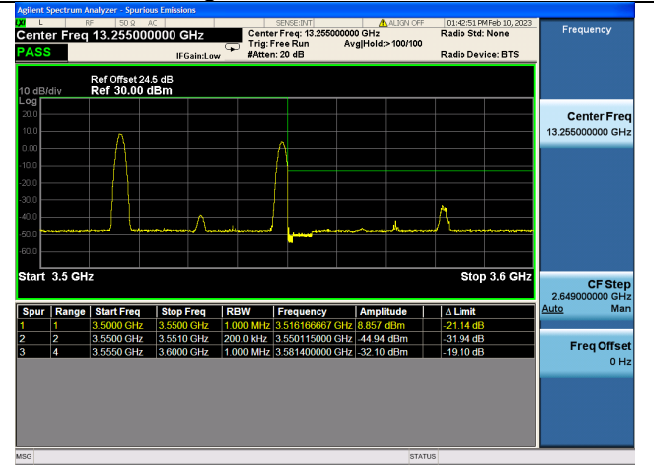 Agilent Spectrum Analyzer - Spurious Emissions
LXI L RF 50 Ω AC SENSE:INT ALIGN OFF 01:42:51 PM Feb 10, 2023
Center Freq 13.255000000 GHz Center Freq: 13.255000000 GHz Radio Std: None
Trig: Free Run Avg|Hold:> 100/100
PASS IFGain:Low #Atten: 20 dB Radio Device: BTS
Ref Offset 24.5 dB
10 dB/div Ref 30.00 dBm
Log
20.0
10.0
0.00
-10.0
-20.0
-30.0
-40.0
-50.0
-60.0
Start 3.5 GHz Stop 3.6 GHz
Spur Range Start Freq Stop Freq RBW Frequency Amplitude Δ Limit
1 1 3.5000 GHz 3.5500 GHz 1.000 MHz 3.516166667 GHz 8.857 dBm -21.14 dB
2 2 3.5500 GHz 3.5510 GHz 200.0 kHz 3.550115000 GHz -44.94 dBm -31.94 dB
3 4 3.5550 GHz 3.6000 GHz 1.000 MHz 3.581400000 GHz -32.10 dBm -19.10 dB
MSG STATUS
Frequency
Center Freq
13.255000000 GHz
CF Step
2.649000000 GHz
Auto Man
Freq Offset
0 Hz